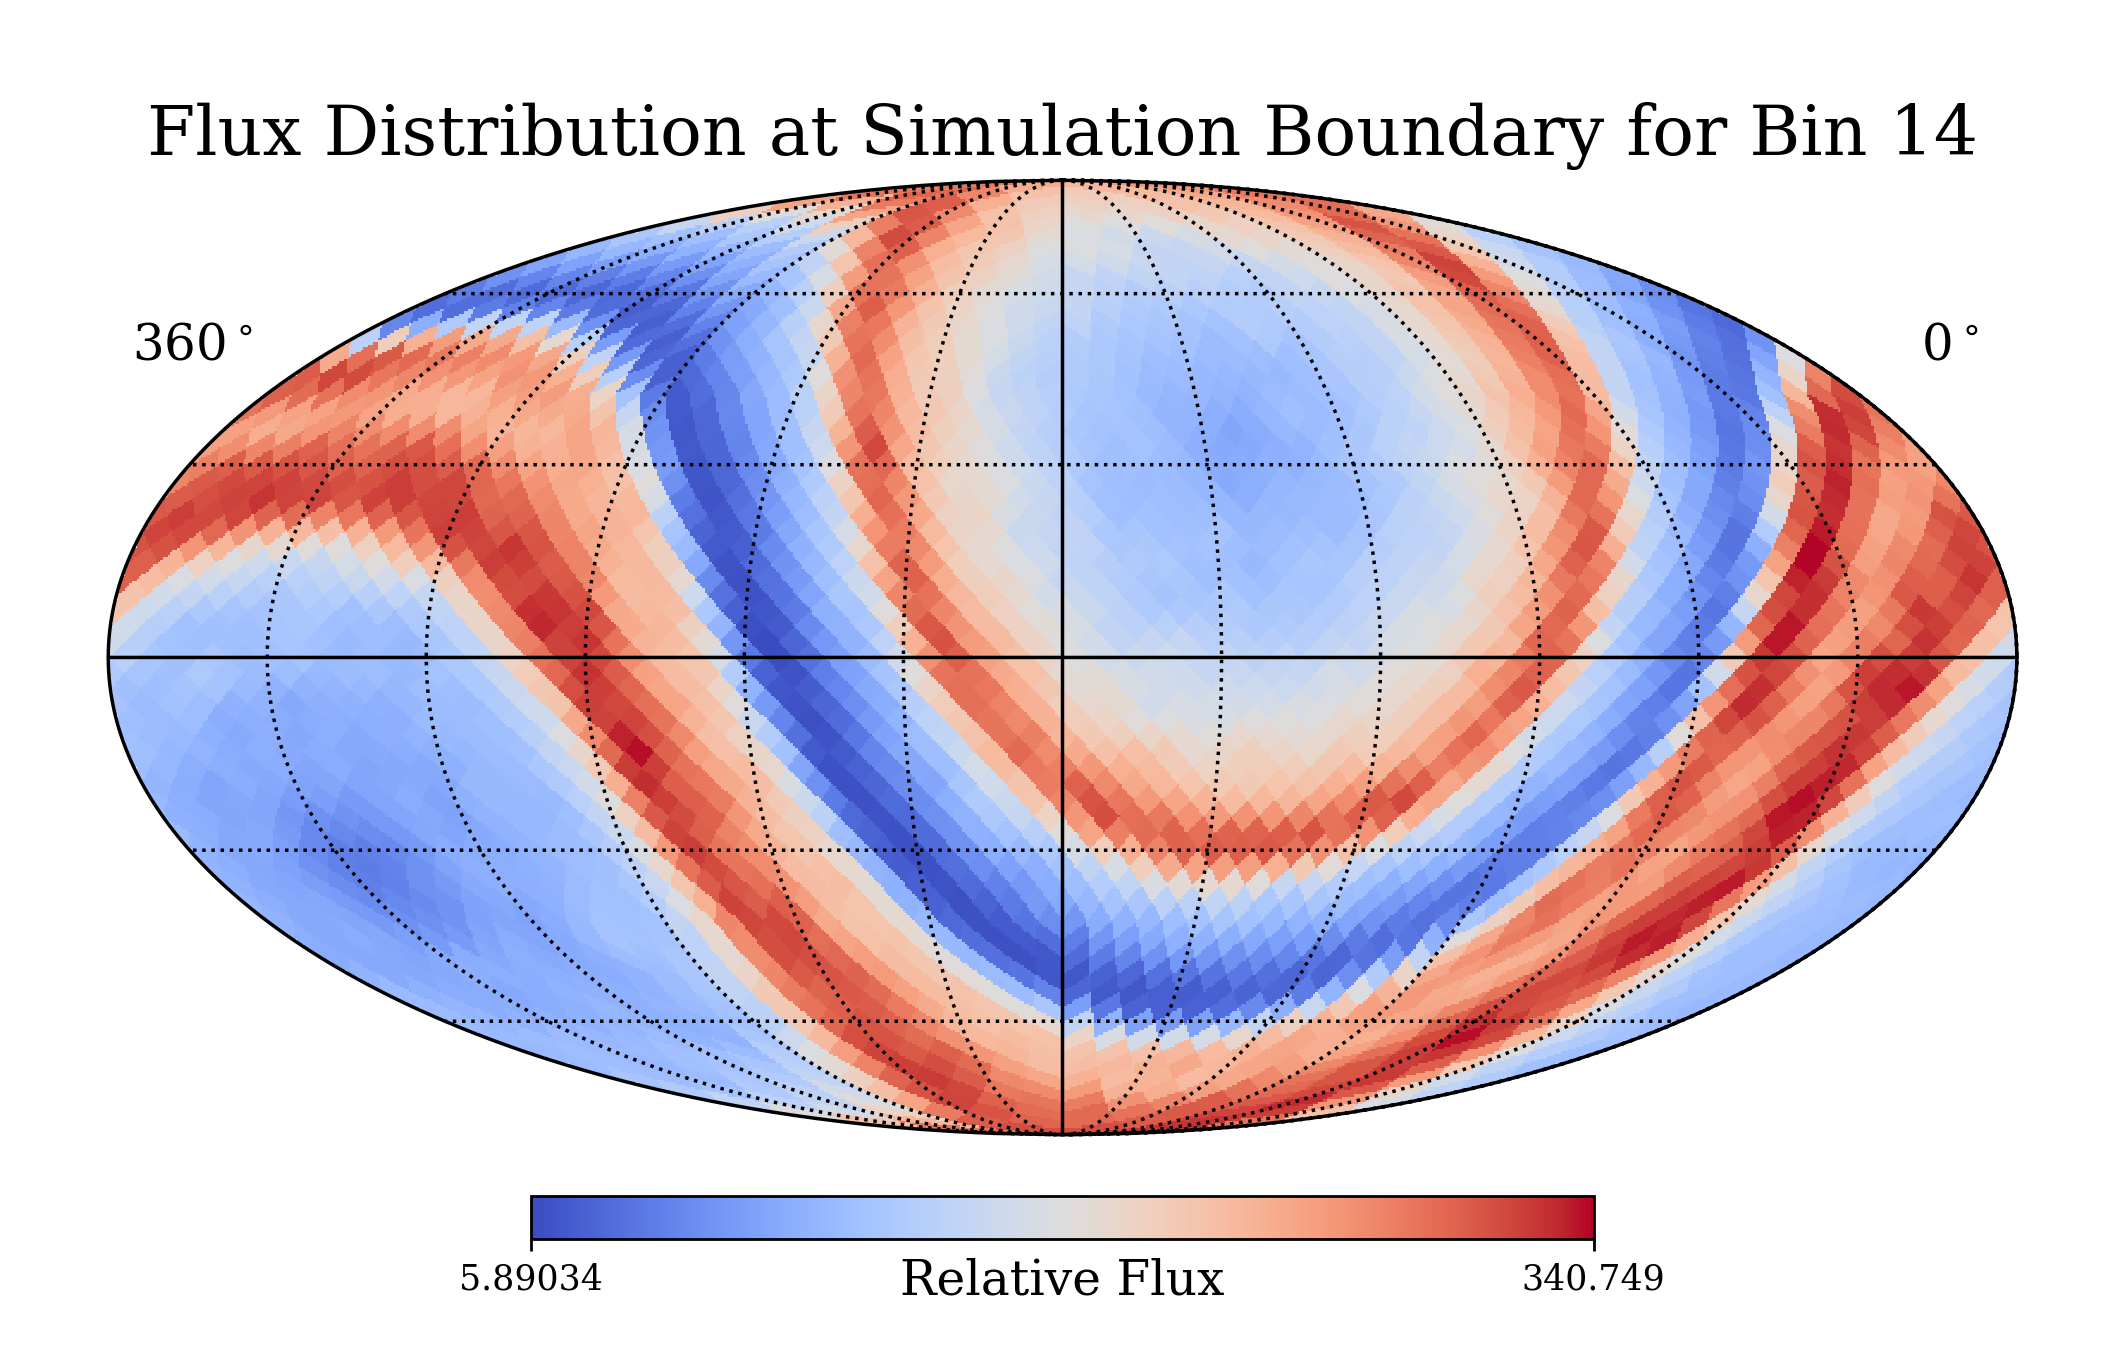 Flux Distribution at Simulation Boundary for Bin 14
360°
0°
5.89034
Relative Flux
340.749